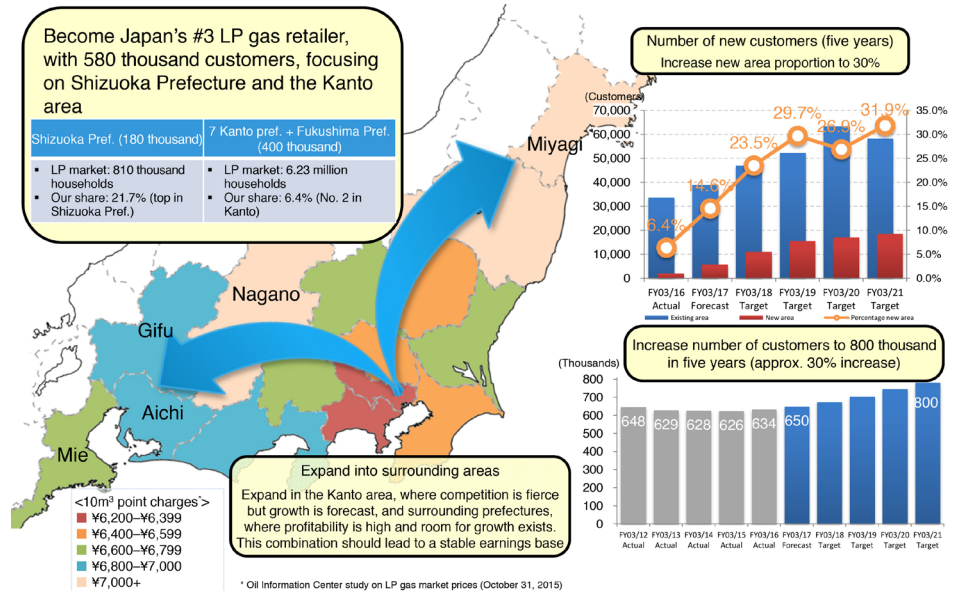 Become Japan's #3 LP gas retailer,
with 580 thousand customers, focusing
on Shizuoka Prefecture and the Kanto
area
Shizuoka Pref. (180 thousand)
7 Kanto pref. + Fukushima Pref.
(400 thousand)
▪ LP market: 810 thousand
households
▪ Our share: 21.7% (top in
Shizuoka Pref.)
▪ LP market: 6.23 million
households
▪ Our share: 6.4% (No. 2 in
Kanto)
Miyagi
Nagano
Gifu
Aichi
Mie
<10m³ point charges*>
¥6,200–¥6,399
¥6,400–¥6,599
¥6,600–¥6,799
¥6,800–¥7,000
¥7,000+
Expand into surrounding areas
Expand in the Kanto area, where competition is fierce
but growth is forecast, and surrounding prefectures,
where profitability is high and room for growth exists.
This combination should lead to a stable earnings base
* Oil Information Center study on LP gas market prices (October 31, 2015)
Number of new customers (five years)
Increase new area proportion to 30%
(Customers)
70,000
60,000
50,000
40,000
30,000
20,000
10,000
0
35.0%
30.0%
25.0%
20.0%
15.0%
10.0%
5.0%
0.0%
6.4%
14.6%
23.5%
29.7%
26.9%
31.9%
FY03/16 FY03/17 FY03/18 FY03/19 FY03/20 FY03/21
Actual Forecast Target Target Target Target
Existing area New area Percentage new area
Increase number of customers to 800 thousand
in five years (approx. 30% increase)
(Thousands)
800
700
600
500
400
300
200
100
0
648 629 628 626 634 650 800
FY03/12 FY03/13 FY03/14 FY03/15 FY03/16 FY03/17 FY03/18 FY03/19 FY03/20 FY03/21
Actual Actual Actual Actual Actual Forecast Target Target Target Target